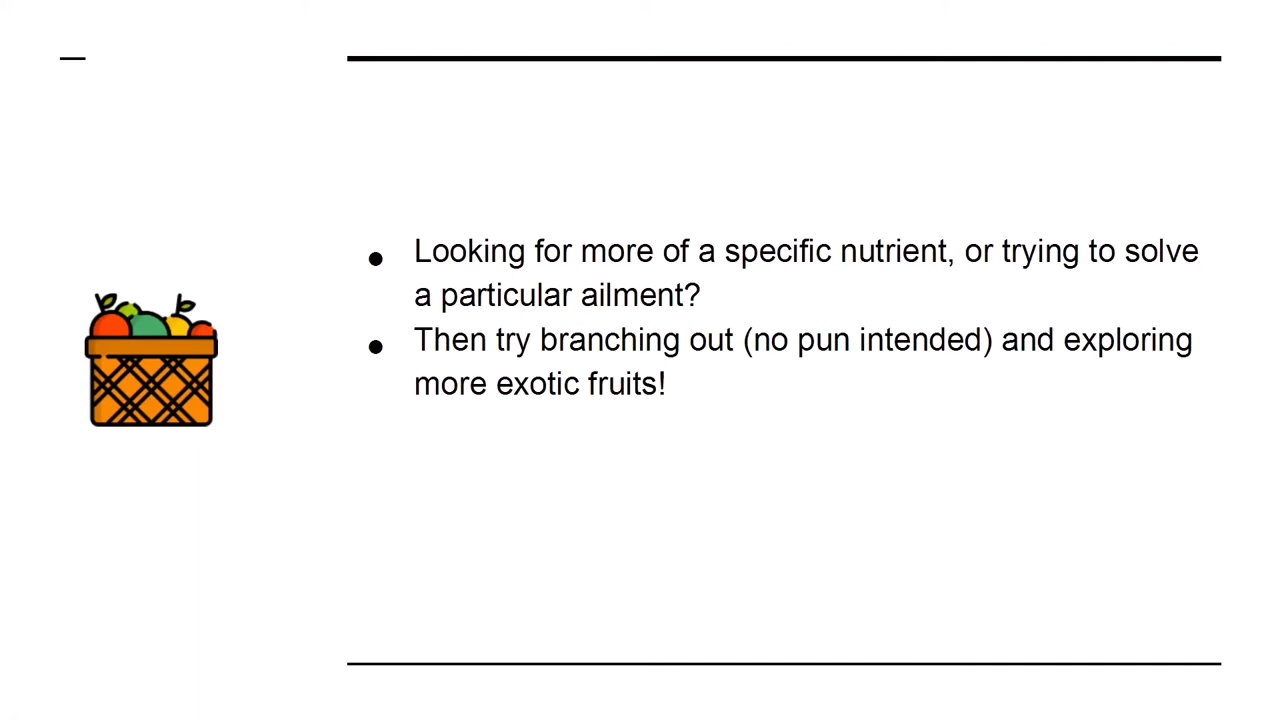 ● Looking for more of a specific nutrient, or trying to solve
a particular ailment?
● Then try branching out (no pun intended) and exploring
more exotic fruits!